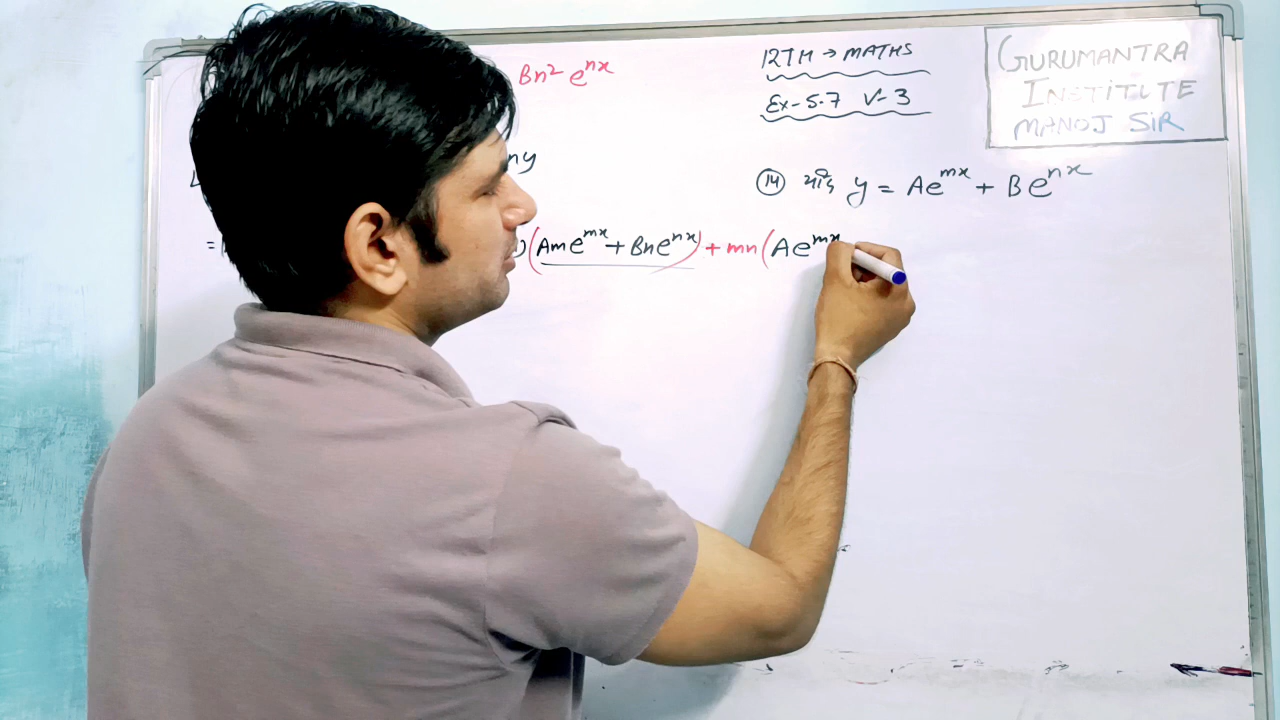 12TH → MATHS
Ex-5.7 V-3
GURUMANTRA
INSTITUTE
MANOJ SIR
Bn² e^nx
ny
⑭ यदि y = Ae^mx + Be^nx
= ) (Ame^mx + Bne^nx) + mn (Ae^mx